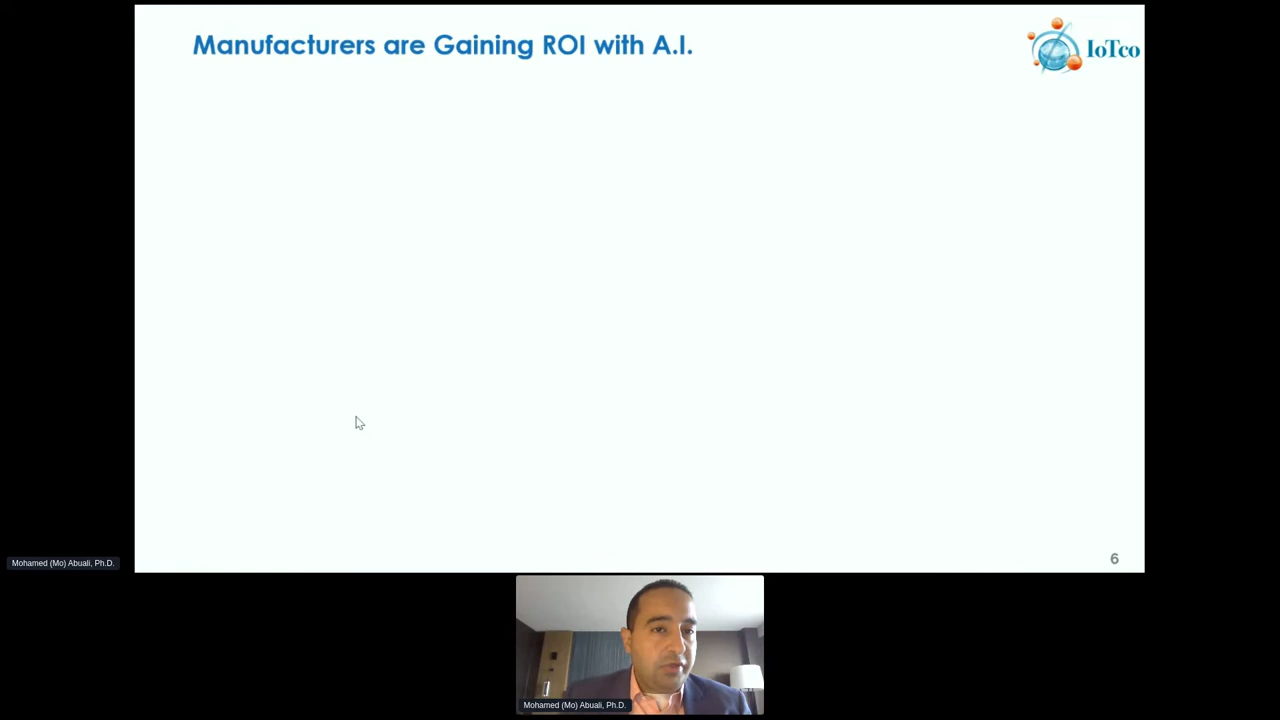 Manufacturers are Gaining ROI with A.I.
IoTco
6
Mohamed (Mo) Abuali, Ph.D.
Mohamed (Mo) Abuali, Ph.D.